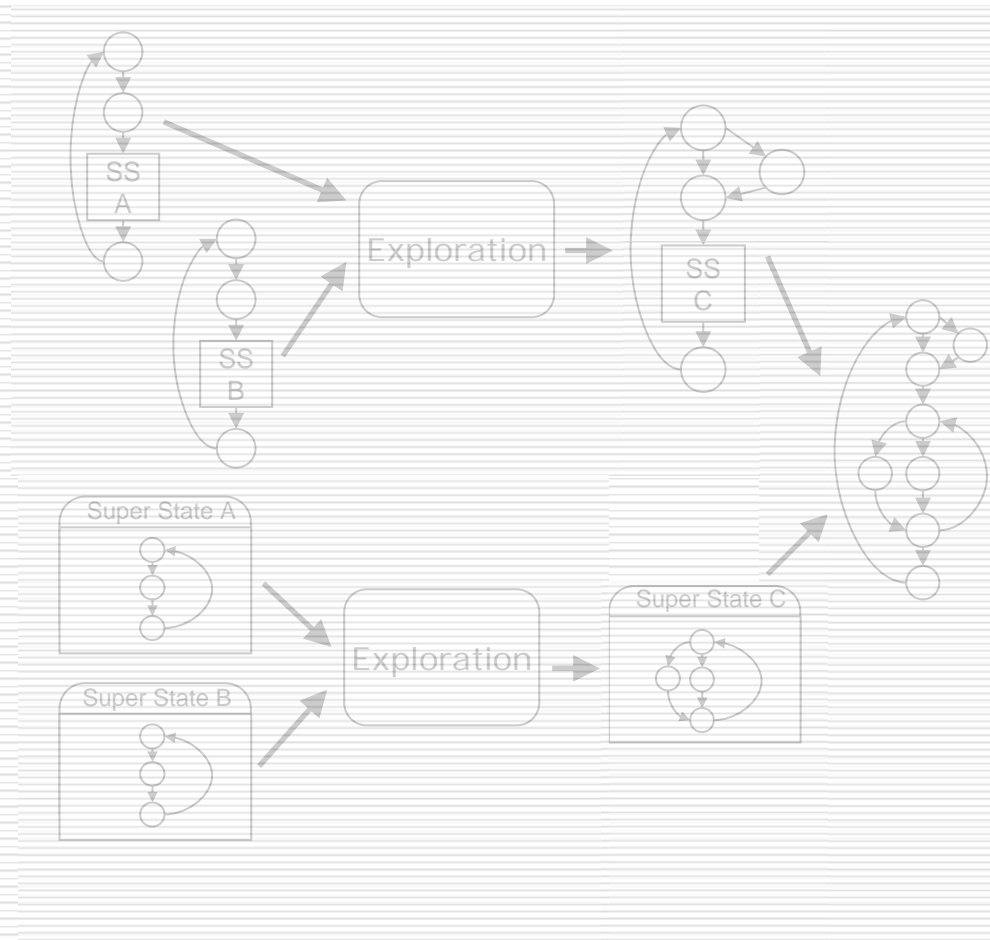 SS
A
Exploration
SS
C
SS
B
Super State A
Exploration
Super State C
Super State B